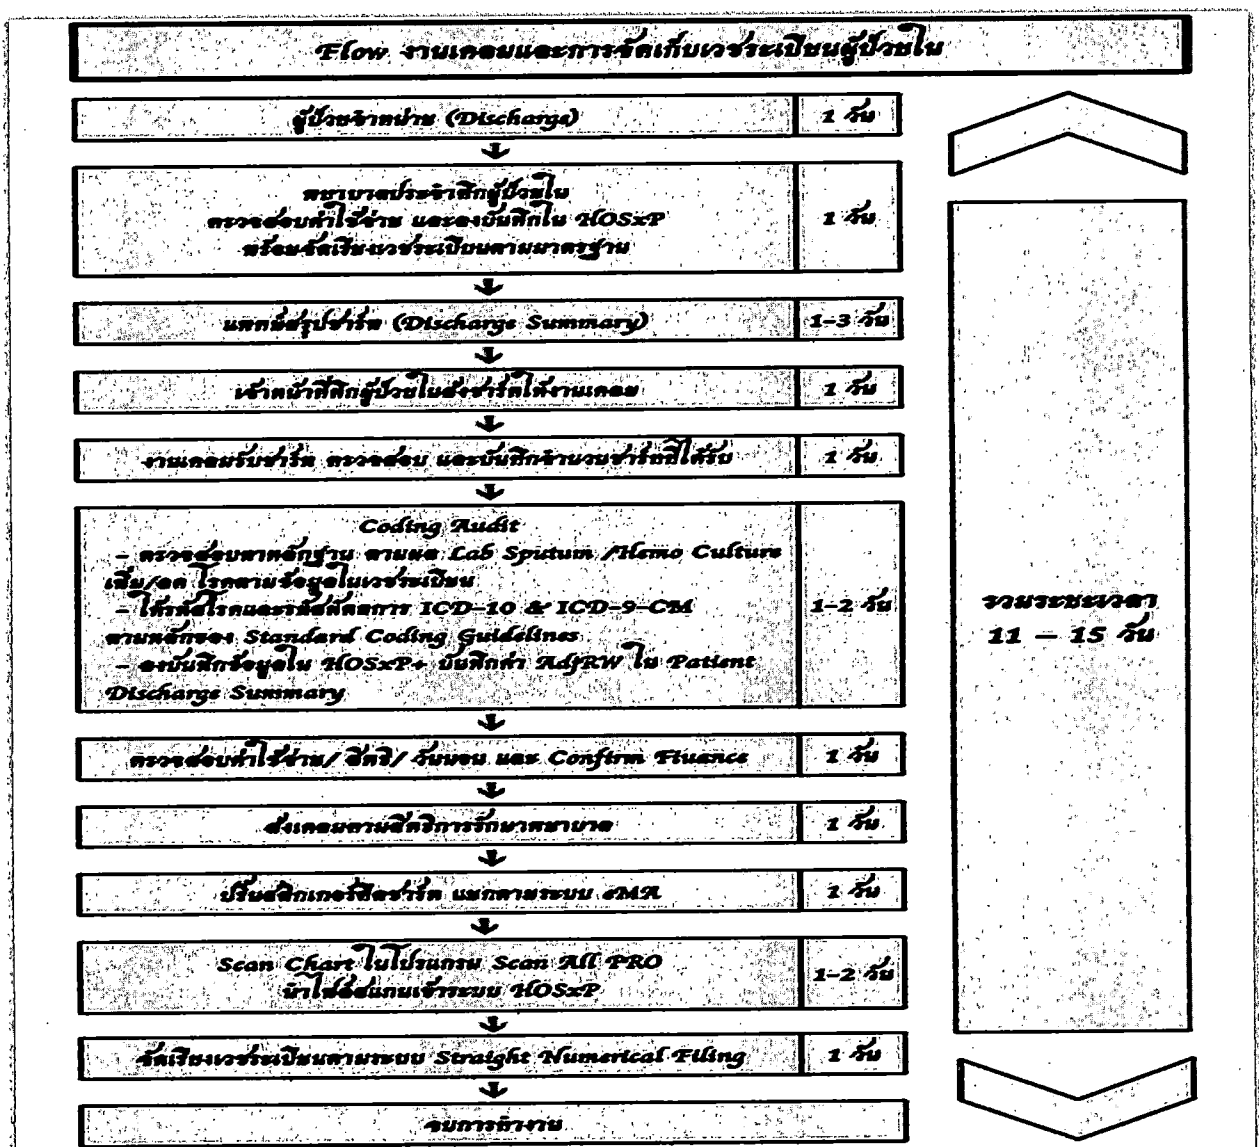 Flow งานเคลมและการจัดเก็บเวชระเบียนผู้ป่วยใน
ผู้ป่วยจำหน่าย (Discharge)
1 วัน
พยาบาลประจำตึกผู้ป่วยใน
ตรวจสอบค่าใช้จ่าย และลงบันทึกใน HOSxP
พร้อมจัดเรียงเวชระเบียนตามมาตรฐาน
1 วัน
แพทย์สรุปชาร์ต (Discharge Summary)
1-3 วัน
เจ้าหน้าที่ตึกผู้ป่วยในส่งชาร์ตให้งานเคลม
1 วัน
งานเคลมรับชาร์ต ตรวจสอบ และบันทึกจำนวนชาร์ตที่ได้รับ
1 วัน
Coding Audit
- ตรวจสอบหาหลักฐาน ตามผล Lab Sputum /Hemo Culture
เพิ่ม/ลด โรคตามข้อมูลในเวชระเบียน
- ให้รหัสโรคและรหัสหัตถการ ICD-10 & ICD-9-CM
ตามหลักของ Standard Coding Guidelines
- ลงบันทึกข้อมูลใน HOSxP+ บันทึกค่า AdjRW ใน Patient
Discharge Summary
1-2 วัน
ตรวจสอบค่าใช้จ่าย/ สิทธิ/ วันนอน และ Confirm Finance
1 วัน
ส่งเคลมตามสิทธิการรักษาพยาบาล
1 วัน
ปริ้นสติกเกอร์ติดชาร์ต แยกตามระบบ eMA
1 วัน
Scan Chart ในโปรแกรม Scan All PRO
นำไฟล์สแกนเข้าระบบ HOSxP
1-2 วัน
จัดเรียงเวชระเบียนตามระบบ Straight Numerical Filing
1 วัน
จบการทำงาน
รวมระยะเวลา
11 – 15 วัน